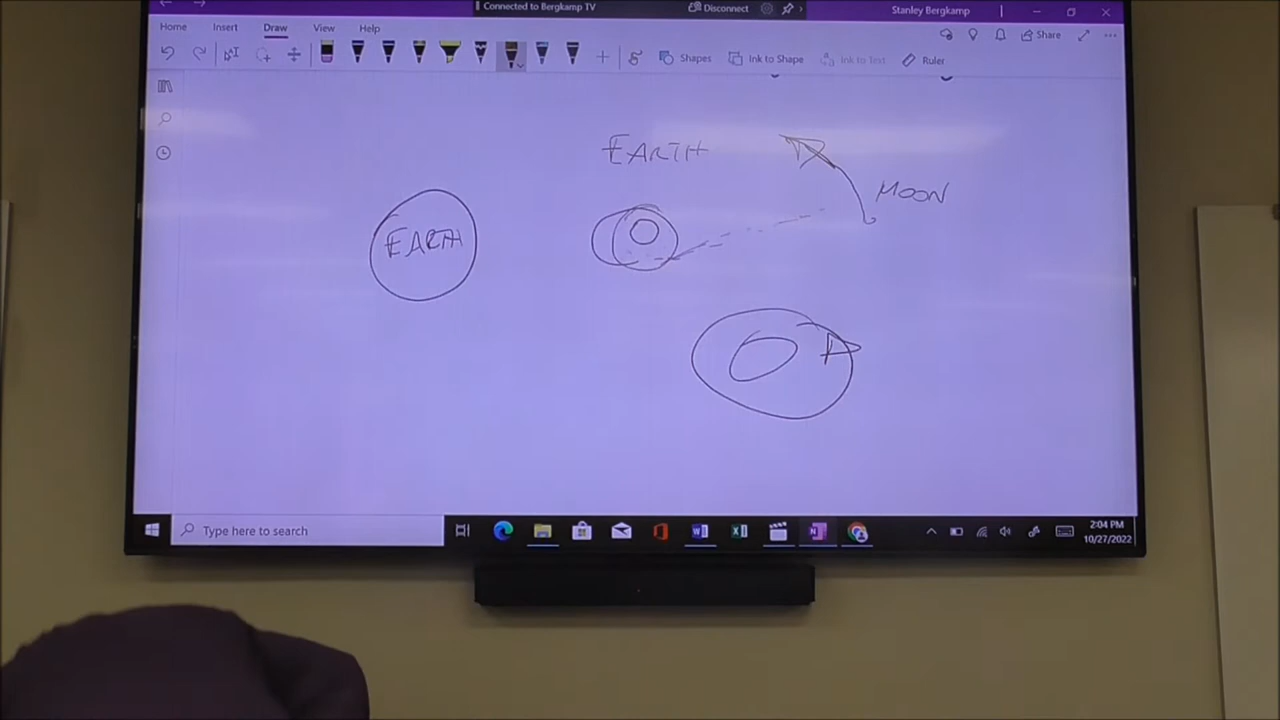 Connected to Bergkamp TV
Disconnect
Stanley Bergkamp
Home Insert Draw View Help
Share
Shapes
Ink to Shape
Ink to Text
Ruler
EARTH
MOON
EARTH
Type here to search
2:04 PM
10/27/2022